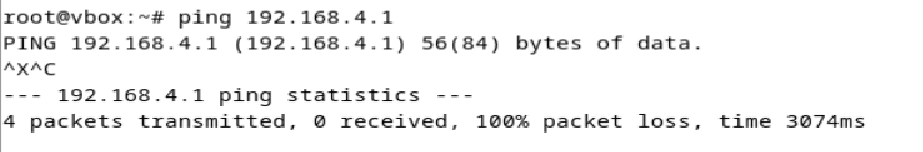 root@vbox:~# ping 192.168.4.1
PING 192.168.4.1 (192.168.4.1) 56(84) bytes of data.
^X^C
--- 192.168.4.1 ping statistics ---
4 packets transmitted, 0 received, 100% packet loss, time 3074ms